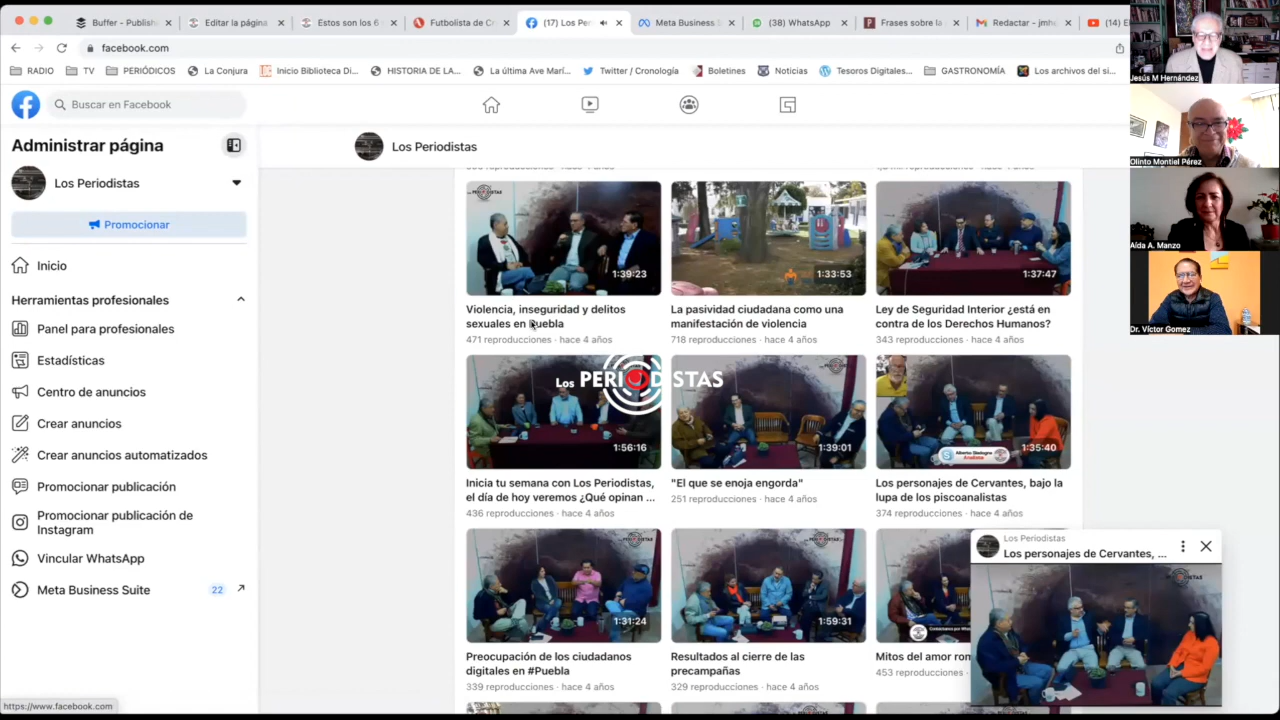 Buffer - Publish
Editar la página
Estos son los 6
Futbolista de C
(17) Los Per
Meta Business S
(38) WhatsApp
Frases sobre la
Redactar - jmhe
(14) El
facebook.com
RADIO
TV
PERIÓDICOS
La Conjura
Inicio Biblioteca Di...
HISTORIA DE LA...
La última Ave Marí...
Twitter / Cronología
Boletines
Noticias
Tesoros Digitales...
GASTRONOMÍA
Los archivos del si...
Buscar en Facebook
Administrar página
Los Periodistas
Promocionar
Inicio
Herramientas profesionales
Panel para profesionales
Estadísticas
Centro de anuncios
Crear anuncios
Crear anuncios automatizados
Promocionar publicación
Promocionar publicación de
Instagram
Vincular WhatsApp
Meta Business Suite
22
https://www.facebook.com
Los Periodistas
1:39:23
Violencia, inseguridad y delitos
sexuales en Puebla
471 reproducciones · hace 4 años
1:33:53
La pasividad ciudadana como una
manifestación de violencia
718 reproducciones · hace 4 años
1:37:47
Ley de Seguridad Interior ¿está en
contra de los Derechos Humanos?
343 reproducciones · hace 4 años
Los PERIODISTAS
1:56:16
Inicia tu semana con Los Periodistas,
el día de hoy veremos ¿Qué opinan ...
436 reproducciones · hace 4 años
1:39:01
"El que se enoja engorda"
251 reproducciones · hace 4 años
Alberto Bisdogno
Analista
1:35:40
Los personajes de Cervantes, bajo la
lupa de los piscoanalistas
374 reproducciones · hace 4 años
1:31:24
Preocupación de los ciudadanos
digitales en #Puebla
339 reproducciones · hace 4 años
1:59:31
Resultados al cierre de las
precampañas
329 reproducciones · hace 4 años
Mitos del amor rom
453 reproducciones
Los Periodistas
Los personajes de Cervantes, ...
PERIODISTAS
Jesús M Hernández
Olinto Montiel Pérez
Aída A. Manzo
Dr. Víctor Gomez